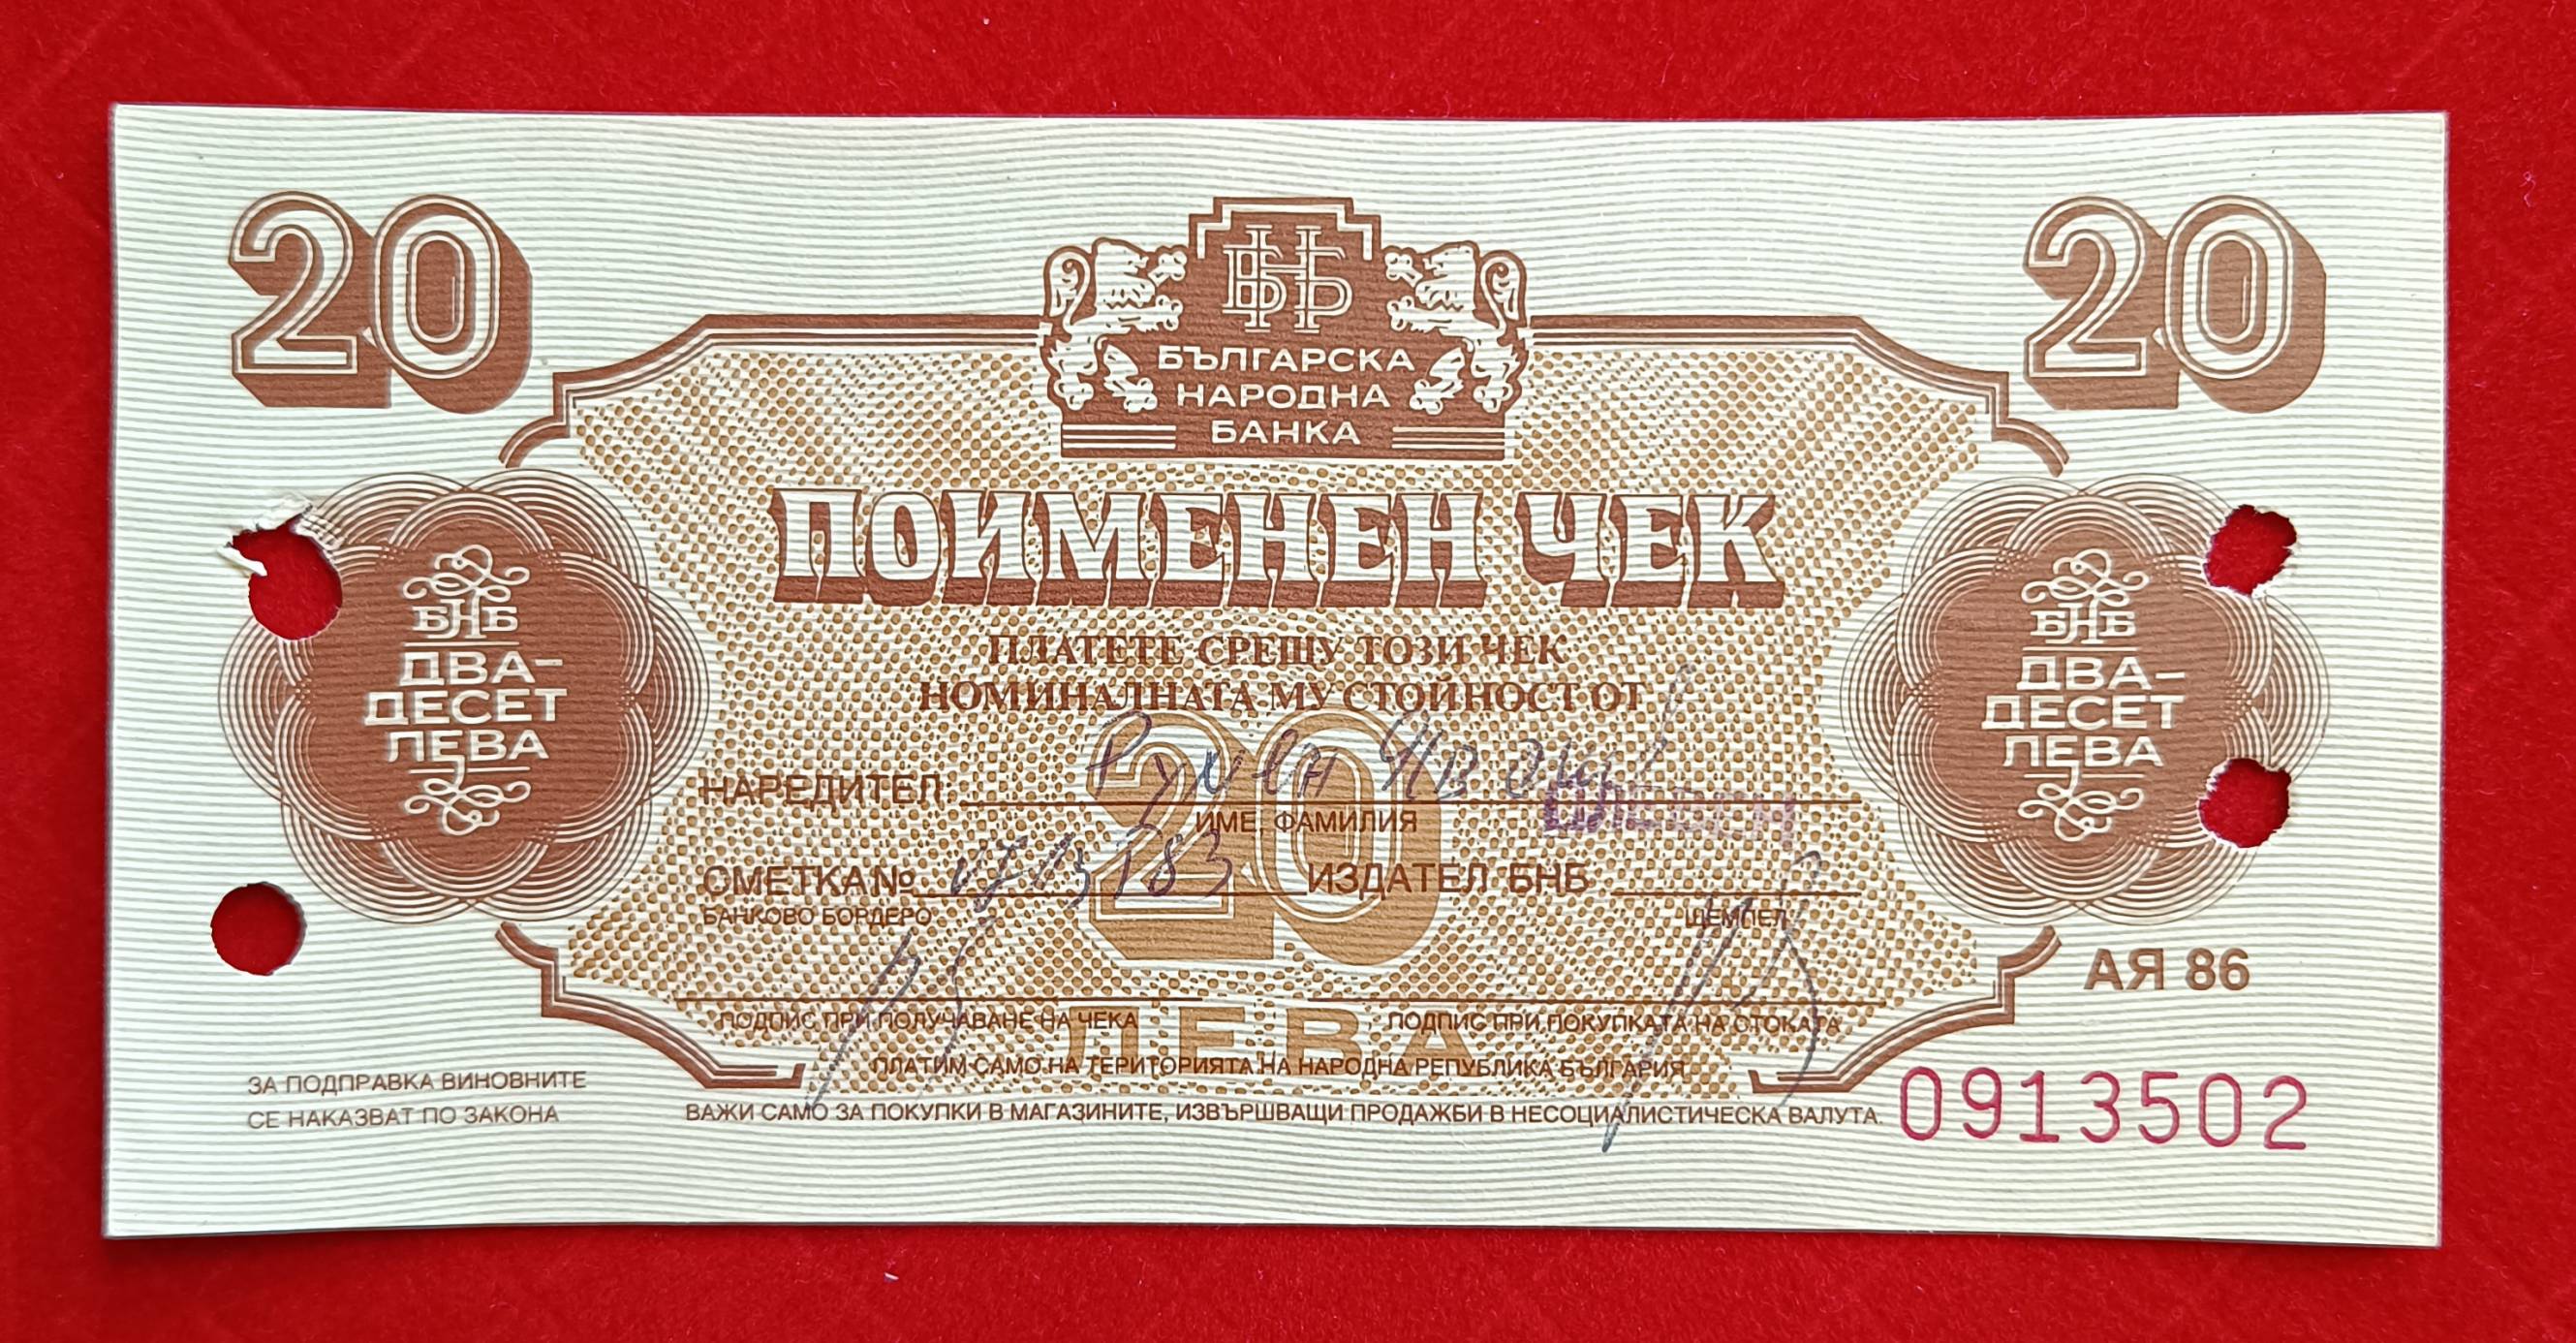 20
20
БНБ
БЪЛГАРСКА
НАРОДНА
БАНКА
ПОИМЕНЕН ЧЕК
ПЛАТЕТЕ СРЕЩУ ТОЗИ ЧЕК
НОМИНАЛНАТА МУ СТОЙНОСТ ОТ
БНБ
ДВА-
ДЕСЕТ
ЛЕВА
БНБ
ДВА-
ДЕСЕТ
ЛЕВА
20
НАРЕДИТЕЛ
ИМЕ, ФАМИЛИЯ
СМЕТКА № ИЗДАТЕЛ БНБ
БАНКОВО БОРДЕРО ЩЕМПЕЛ
АЯ 86
ЛЕВА
ПОДПИС ПРИ ПОЛУЧАВАНЕ НА ЧЕКА ПОДПИС ПРИ ПОКУПКАТА НА СТОКАТА
ПЛАТИМ САМО НА ТЕРИТОРИЯТА НА НАРОДНА РЕПУБЛИКА БЪЛГАРИЯ
ЗА ПОДПРАВКА ВИНОВНИТЕ
СЕ НАКАЗВАТ ПО ЗАКОНА
ВАЖИ САМО ЗА ПОКУПКИ В МАГАЗИНИТЕ, ИЗВЪРШВАЩИ ПРОДАЖБИ В НЕСОЦИАЛИСТИЧЕСКА ВАЛУТА.
0913502